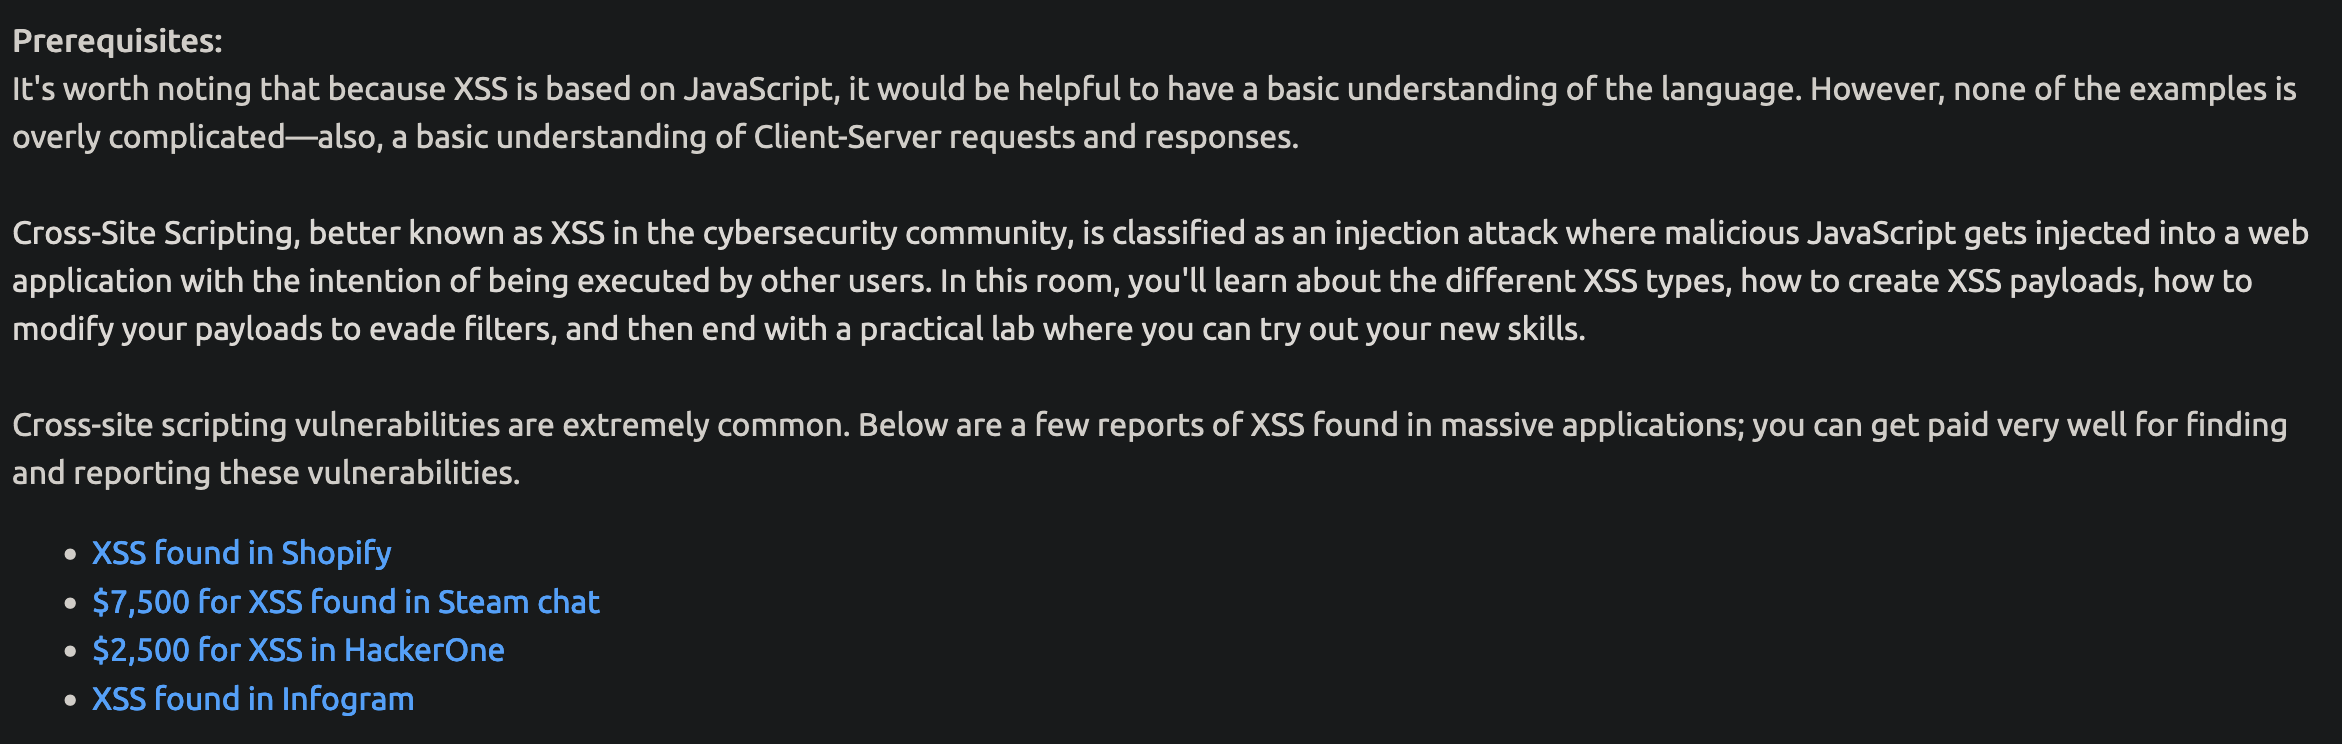 Prerequisites:
It's worth noting that because XSS is based on JavaScript, it would be helpful to have a basic understanding of the language. However, none of the examples is
overly complicated—also, a basic understanding of Client-Server requests and responses.
Cross-Site Scripting, better known as XSS in the cybersecurity community, is classified as an injection attack where malicious JavaScript gets injected into a web
application with the intention of being executed by other users. In this room, you'll learn about the different XSS types, how to create XSS payloads, how to
modify your payloads to evade filters, and then end with a practical lab where you can try out your new skills.
Cross-site scripting vulnerabilities are extremely common. Below are a few reports of XSS found in massive applications; you can get paid very well for finding
and reporting these vulnerabilities.
• XSS found in Shopify
• $7,500 for XSS found in Steam chat
• $2,500 for XSS in HackerOne
• XSS found in Infogram